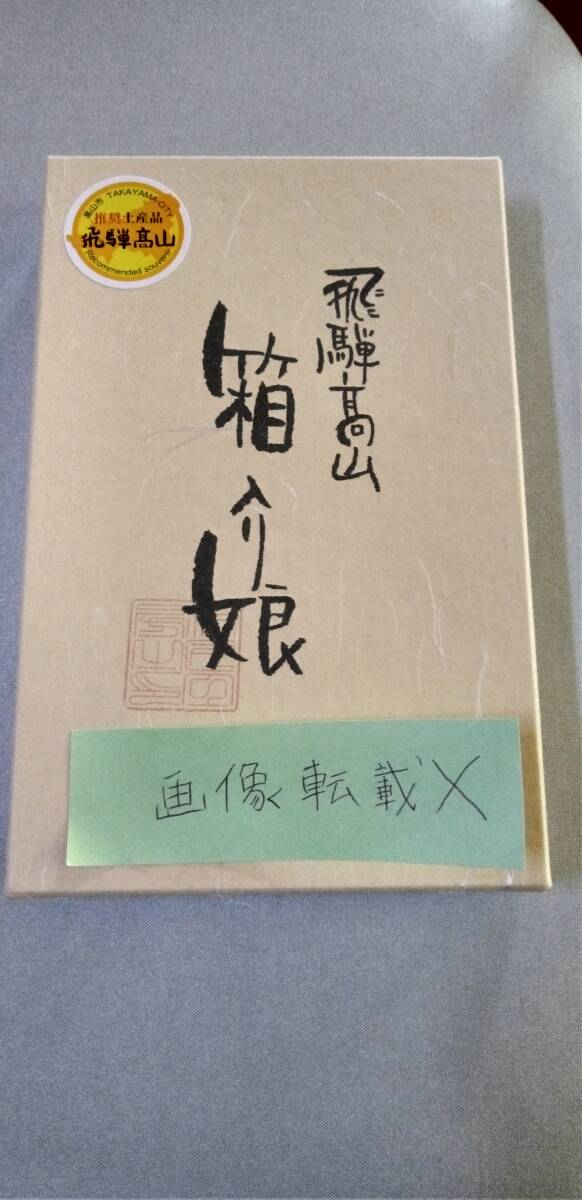 高山市 TAKAYAMA-CITY
推奨土産品
飛騨高山
Recommended souvenir
飛騨高山
箱入り娘
画像転載×